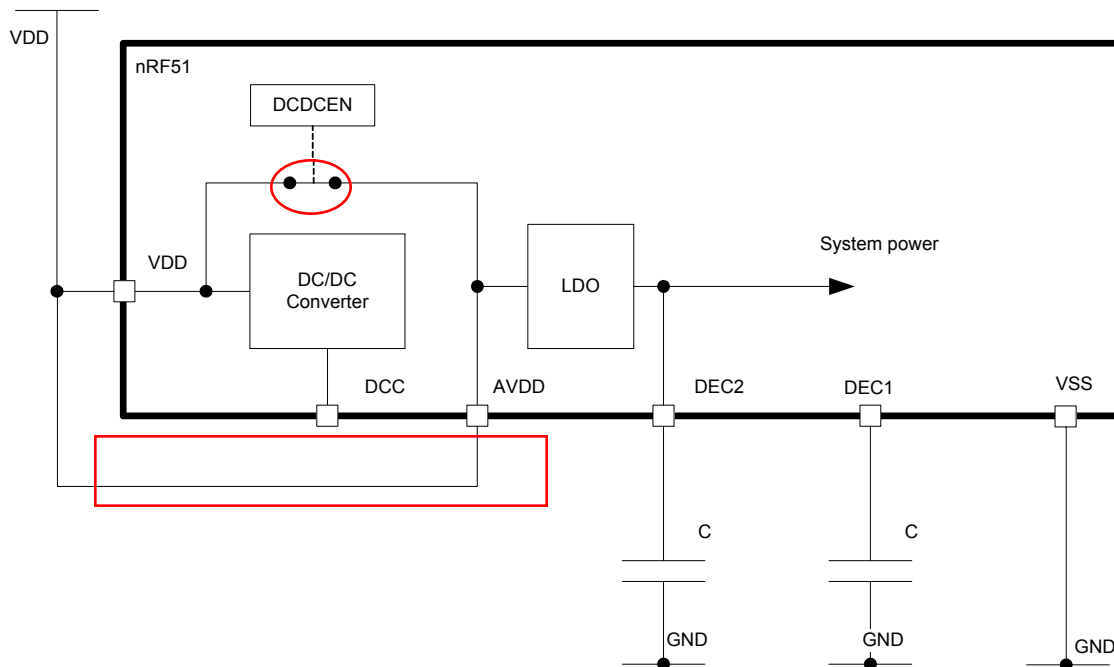 VDD
nRF51
DCDCEN
VDD
DC/DC
Converter
LDO
System power
DCC
AVDD
DEC2
DEC1
VSS
C
C
GND
GND
GND